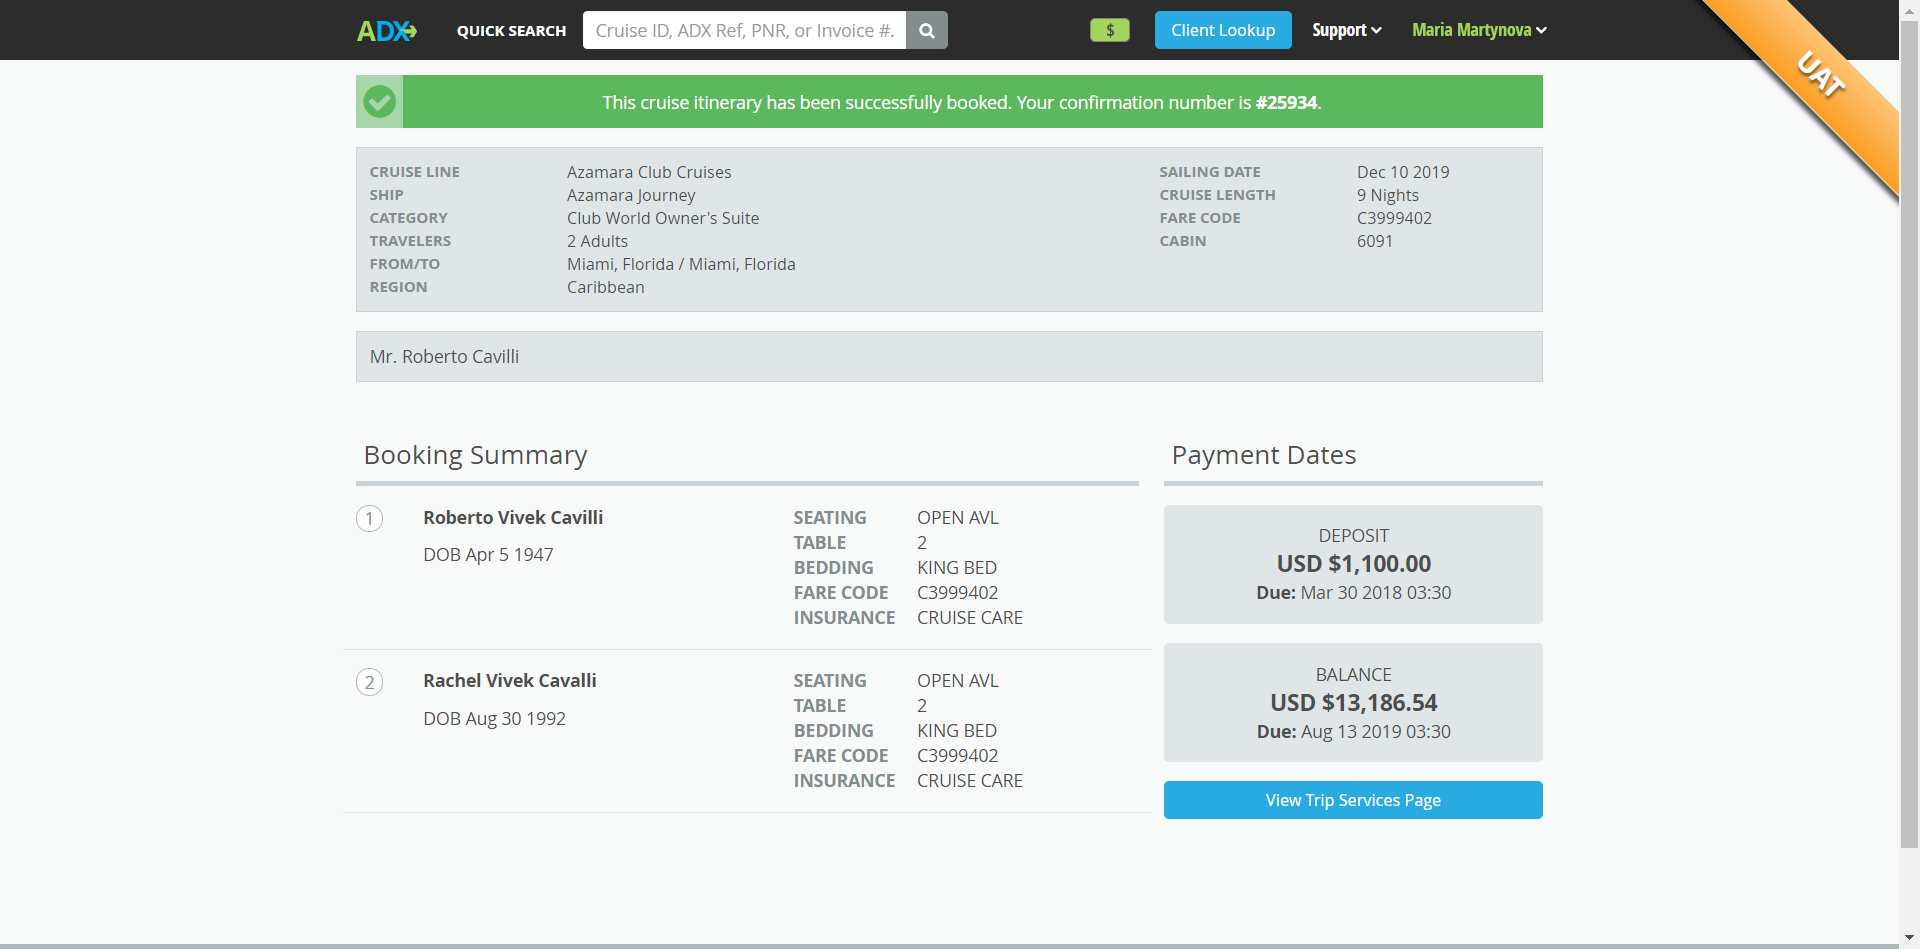 ADX
QUICK SEARCH
Cruise ID, ADX Ref, PNR, or Invoice #.
$
Client Lookup
Support
Maria Martynova
UAT
This cruise itinerary has been successfully booked. Your confirmation number is #25934.
CRUISE LINE Azamara Club Cruises
SHIP Azamara Journey
CATEGORY Club World Owner's Suite
TRAVELERS 2 Adults
FROM/TO Miami, Florida / Miami, Florida
REGION Caribbean
SAILING DATE Dec 10 2019
CRUISE LENGTH 9 Nights
FARE CODE C3999402
CABIN 6091
Mr. Roberto Cavilli
Booking Summary
1 Roberto Vivek Cavilli
DOB Apr 5 1947
SEATING OPEN AVL
TABLE 2
BEDDING KING BED
FARE CODE C3999402
INSURANCE CRUISE CARE
2 Rachel Vivek Cavalli
DOB Aug 30 1992
SEATING OPEN AVL
TABLE 2
BEDDING KING BED
FARE CODE C3999402
INSURANCE CRUISE CARE
Payment Dates
DEPOSIT
USD $1,100.00
Due: Mar 30 2018 03:30
BALANCE
USD $13,186.54
Due: Aug 13 2019 03:30
View Trip Services Page